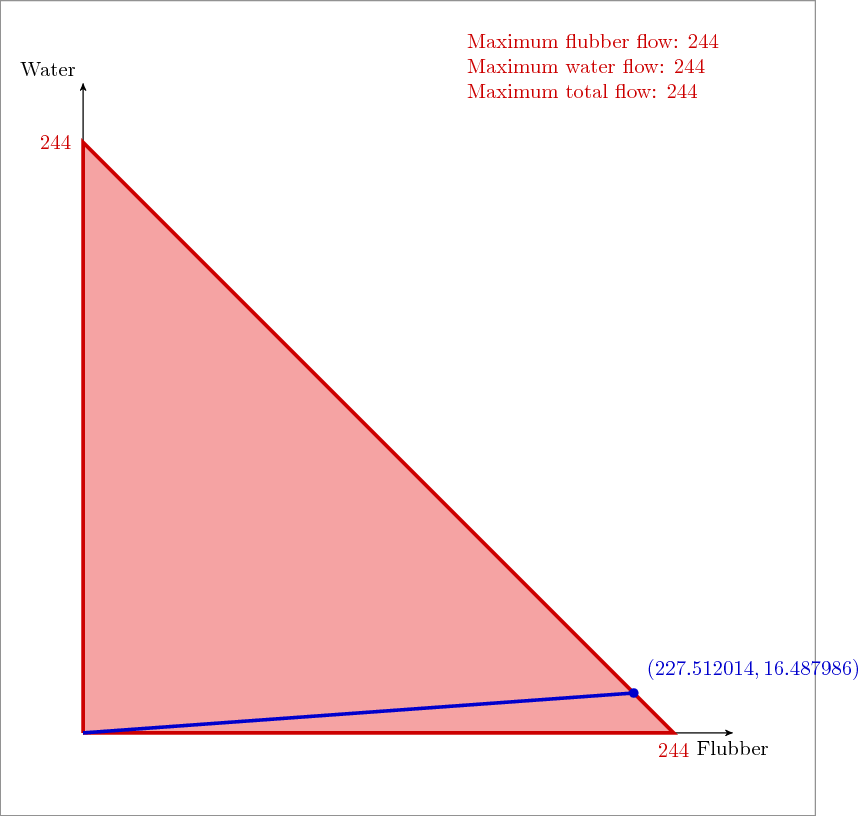 Maximum flubber flow: 244
Maximum water flow: 244
Maximum total flow: 244
Water
244
(227.512014, 16.487986)
244 Flubber